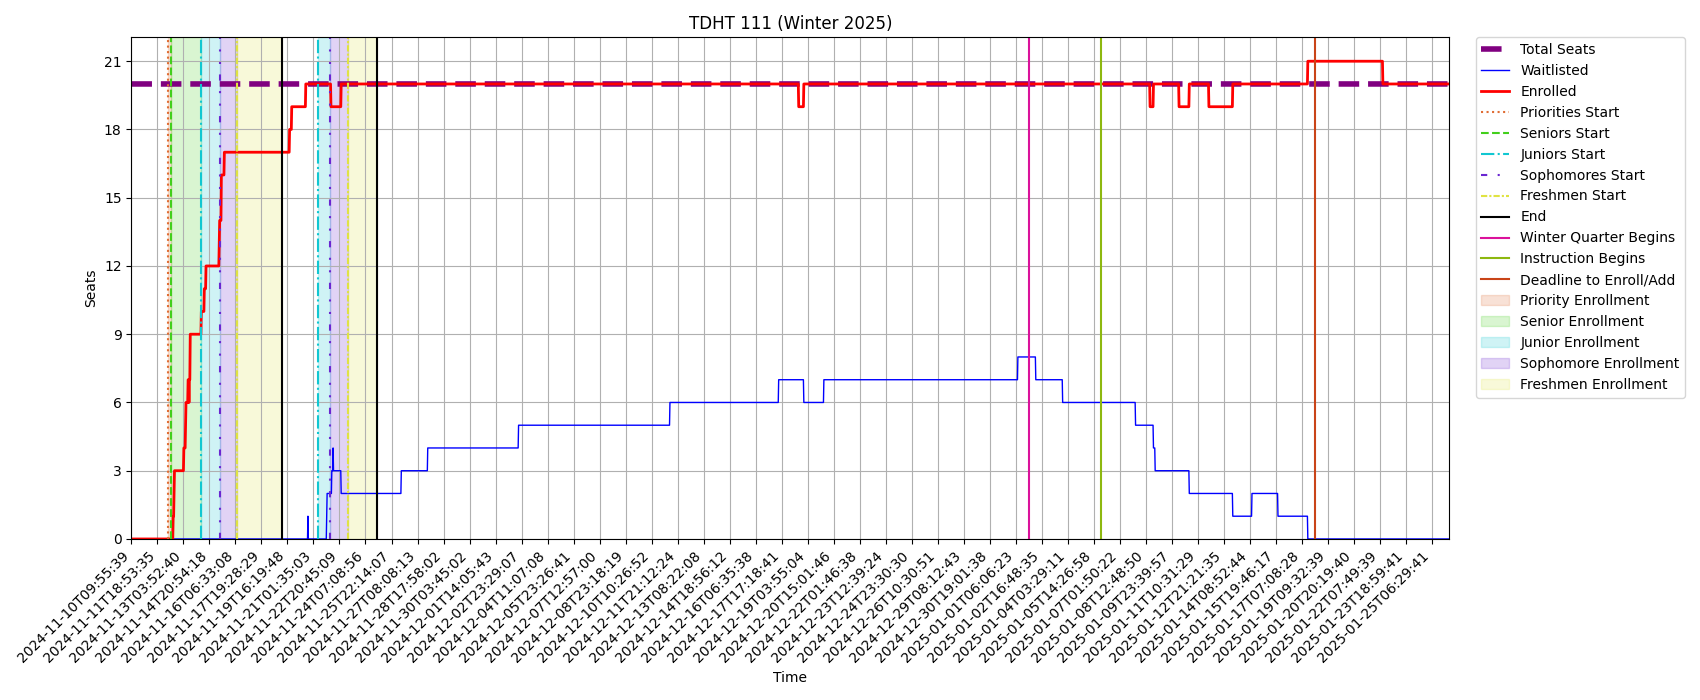 TDHT 111 (Winter 2025)
Seats
21
18
15
12
9
6
3
0
2024-11-10T09:55:39
2024-11-11T18:53:35
2024-11-13T03:52:40
2024-11-14T20:54:18
2024-11-16T06:33:08
2024-11-17T19:28:29
2024-11-19T16:19:48
2024-11-21T01:35:03
2024-11-22T20:45:09
2024-11-24T07:08:56
2024-11-25T22:14:07
2024-11-27T08:08:13
2024-11-28T17:58:02
2024-11-30T03:45:02
2024-12-01T14:05:43
2024-12-02T23:29:07
2024-12-04T11:07:08
2024-12-05T23:26:41
2024-12-07T12:57:00
2024-12-08T23:18:19
2024-12-10T10:26:52
2024-12-11T21:12:24
2024-12-13T08:22:08
2024-12-14T18:56:12
2024-12-16T06:35:38
2024-12-17T17:18:41
2024-12-19T03:55:04
2024-12-20T15:01:46
2024-12-22T01:46:38
2024-12-23T12:39:24
2024-12-24T23:30:30
2024-12-26T10:30:51
2024-12-29T08:12:43
2024-12-30T19:01:38
2025-01-01T06:06:23
2025-01-02T16:48:35
2025-01-04T03:29:11
2025-01-05T14:26:58
2025-01-07T01:50:22
2025-01-08T12:48:50
2025-01-09T23:39:57
2025-01-11T10:31:29
2025-01-12T21:21:35
2025-01-14T08:52:44
2025-01-15T19:46:17
2025-01-17T07:08:28
2025-01-19T09:32:39
2025-01-20T20:19:40
2025-01-22T07:49:39
2025-01-23T18:59:41
2025-01-25T06:29:41
Time
Total Seats
Waitlisted
Enrolled
Priorities Start
Seniors Start
Juniors Start
Sophomores Start
Freshmen Start
End
Winter Quarter Begins
Instruction Begins
Deadline to Enroll/Add
Priority Enrollment
Senior Enrollment
Junior Enrollment
Sophomore Enrollment
Freshmen Enrollment